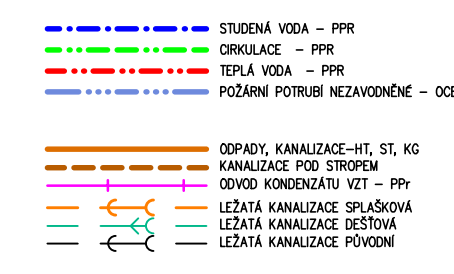 STUDENÁ VODA – PPR
CIRKULACE – PPR
TEPLÁ VODA – PPR
POŽÁRNÍ POTRUBÍ NEZAVODNĚNÉ – OCE
ODPADY, KANALIZACE–HT, ST, KG
KANALIZACE POD STROPEM
ODVOD KONDENZÁTU VZT – PPr
LEŽATÁ KANALIZACE SPLAŠKOVÁ
LEŽATÁ KANALIZACE DEŠŤOVÁ
LEŽATÁ KANALIZACE PŮVODNÍ